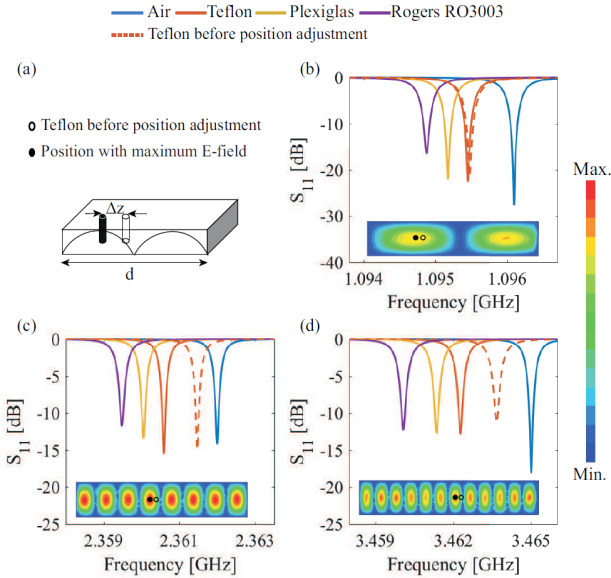 Air Teflon Plexiglas Rogers RO3003
Teflon before position adjustment
(a)
Teflon before position adjustment
Position with maximum E-field
Δz
d
(b)
S11 [dB]
0
-10
-20
-30
-40
1.094 1.095 1.096
Frequency [GHz]
Max.
Min.
(c)
S11 [dB]
0
-5
-10
-15
-20
-25
2.359 2.361 2.363
Frequency [GHz]
(d)
S11 [dB]
0
-5
-10
-15
-20
-25
3.459 3.462 3.465
Frequency [GHz]